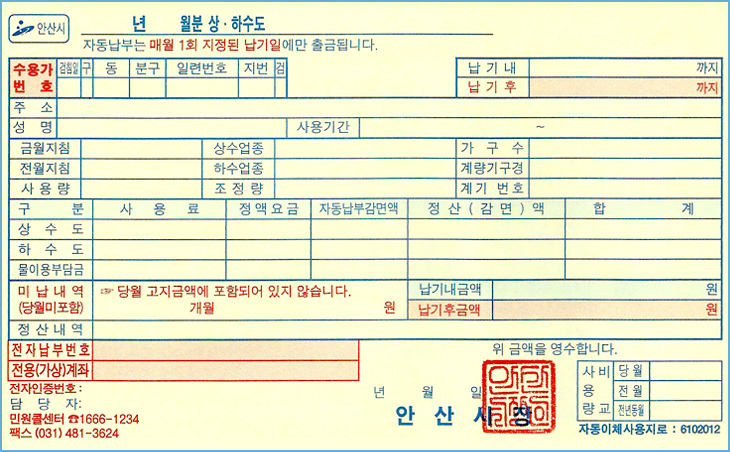 안산시
년 월분 상·하수도
자동납부는 매월 1회 지정된 납기일에만 출금됩니다.
수용가 번호 검침일 구 동 분구 일련번호 지번 검
납기내 까지
납기후 까지
주소
성명 사용기간 ~
금월지침 상수업종 가구수
전월지침 하수업종 계량기구경
사용량 조정량 계기 번호
구분 사용료 정액요금 자동납부감면액 정산(감면)액 합계
상수도
하수도
물이용부담금
미납내역 (당월미포함) ☞ 당월 고지금액에 포함되어 있지 않습니다.
개월 원
납기내금액 원
납기후금액 원
정산내역
전자납부번호
전용(가상)계좌
위 금액을 영수합니다.
전자인증번호:
담당자:
민원콜센터 ☎1666-1234
팩스 (031) 481-3624
년 월 일
안산시장
사용량 비교 당월
전월
전년동월
자동이체사용지로 : 6102012